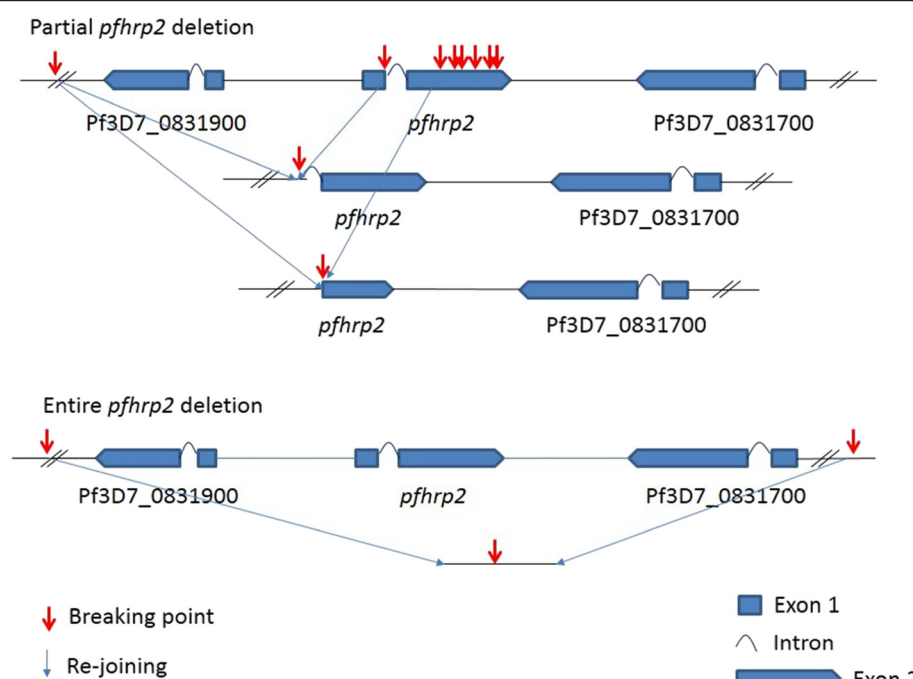 Partial pfhrp2 deletion
Pf3D7_0831900
pfhrp2
Pf3D7_0831700
pfhrp2
Pf3D7_0831700
pfhrp2
Pf3D7_0831700
Entire pfhrp2 deletion
Pf3D7_0831900
pfhrp2
Pf3D7_0831700
Breaking point
Re-joining
Exon 1
Intron